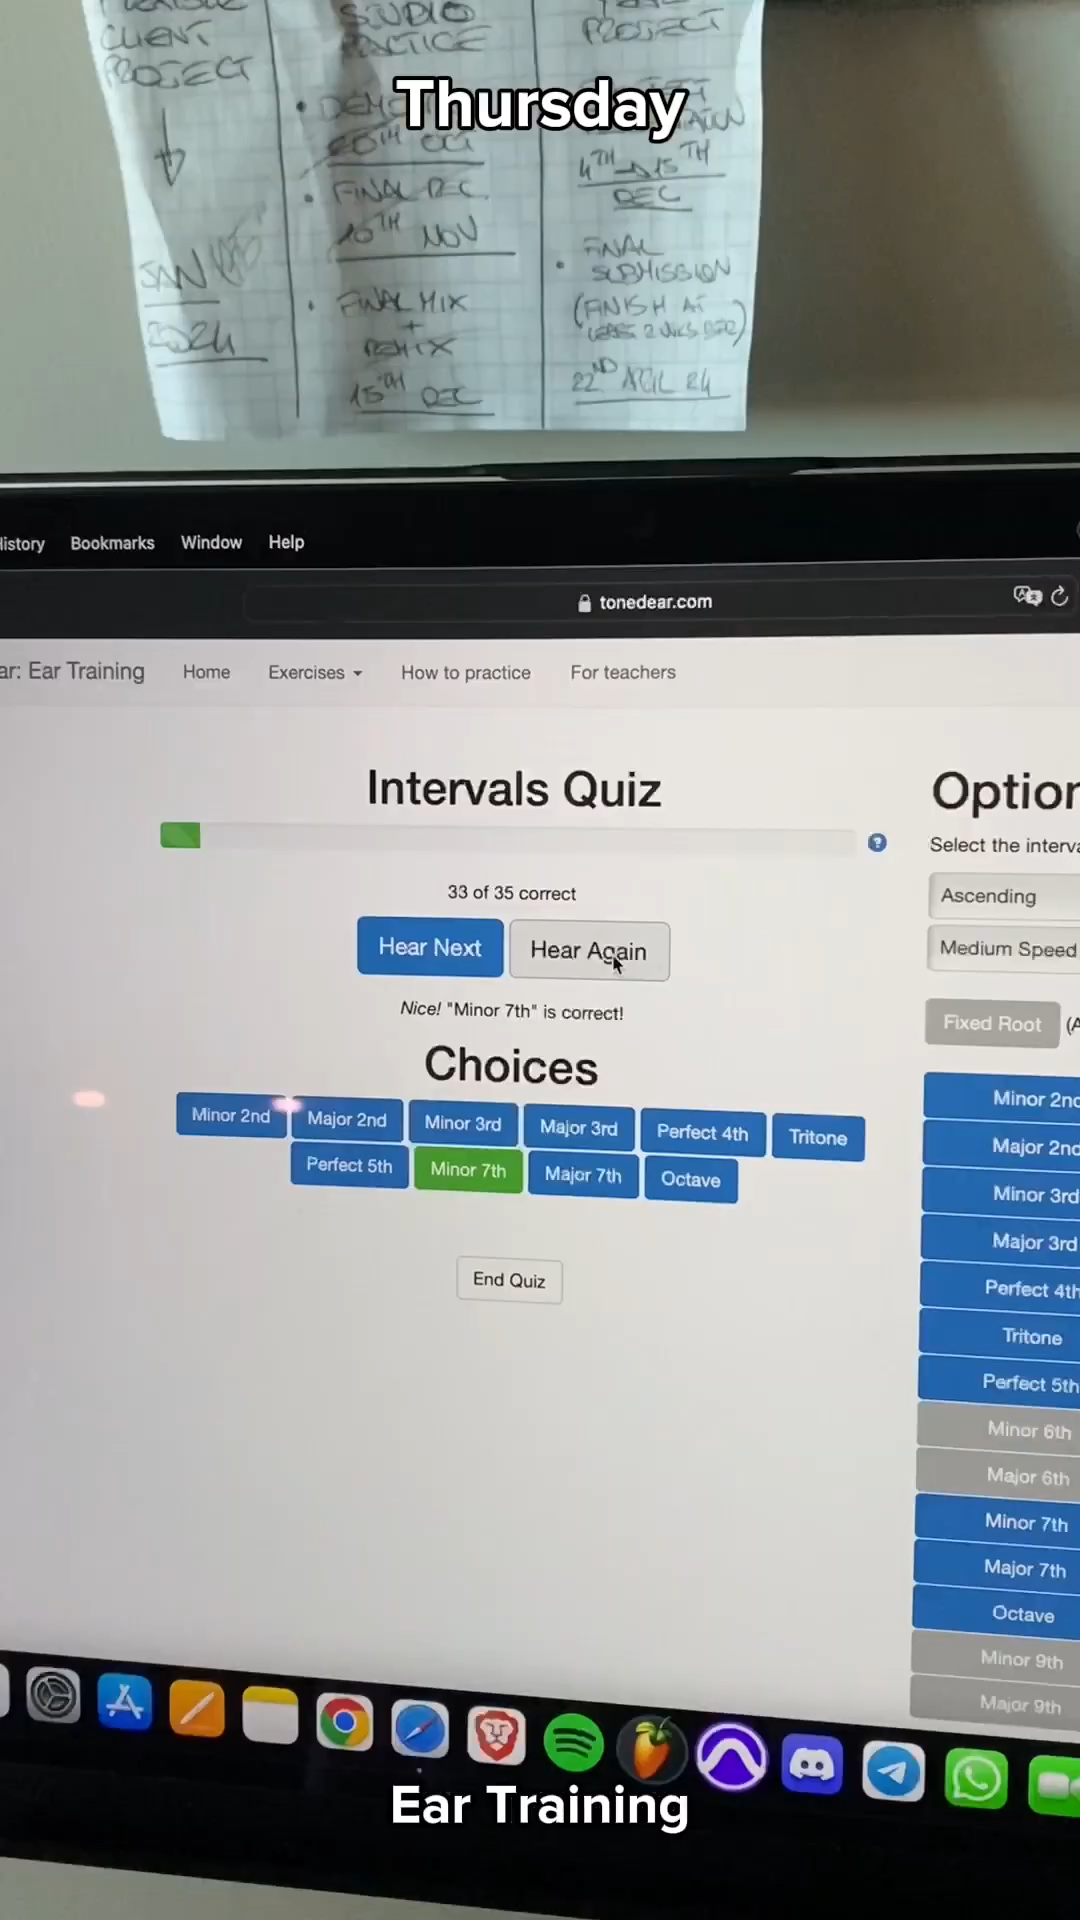 CLIENT
PROJECT
JAN
2024
STUDIO
PRACTICE
20TH OCT
• FINAL REC.
10TH NOV
• FINAL MIX
+
REMIX
15TH DEC
PROJECT
4TH → 15TH
DEC
• FINAL
SUBMISSION
(FINISH AT
22ND APRIL 24
Thursday
History Bookmarks Window Help
tonedear.com
Ear Training Home Exercises How to practice For teachers
Intervals Quiz
?
33 of 35 correct
Hear Next Hear Again
Nice! "Minor 7th" is correct!
Choices
Minor 2nd Major 2nd Minor 3rd Major 3rd Perfect 4th Tritone
Perfect 5th Minor 7th Major 7th Octave
End Quiz
Option
Select the interva
Ascending
Medium Speed
Fixed Root (A
Minor 2nd
Major 2nd
Minor 3rd
Major 3rd
Perfect 4th
Tritone
Perfect 5th
Minor 6th
Major 6th
Minor 7th
Major 7th
Octave
Minor 9th
Major 9th
Ear Training